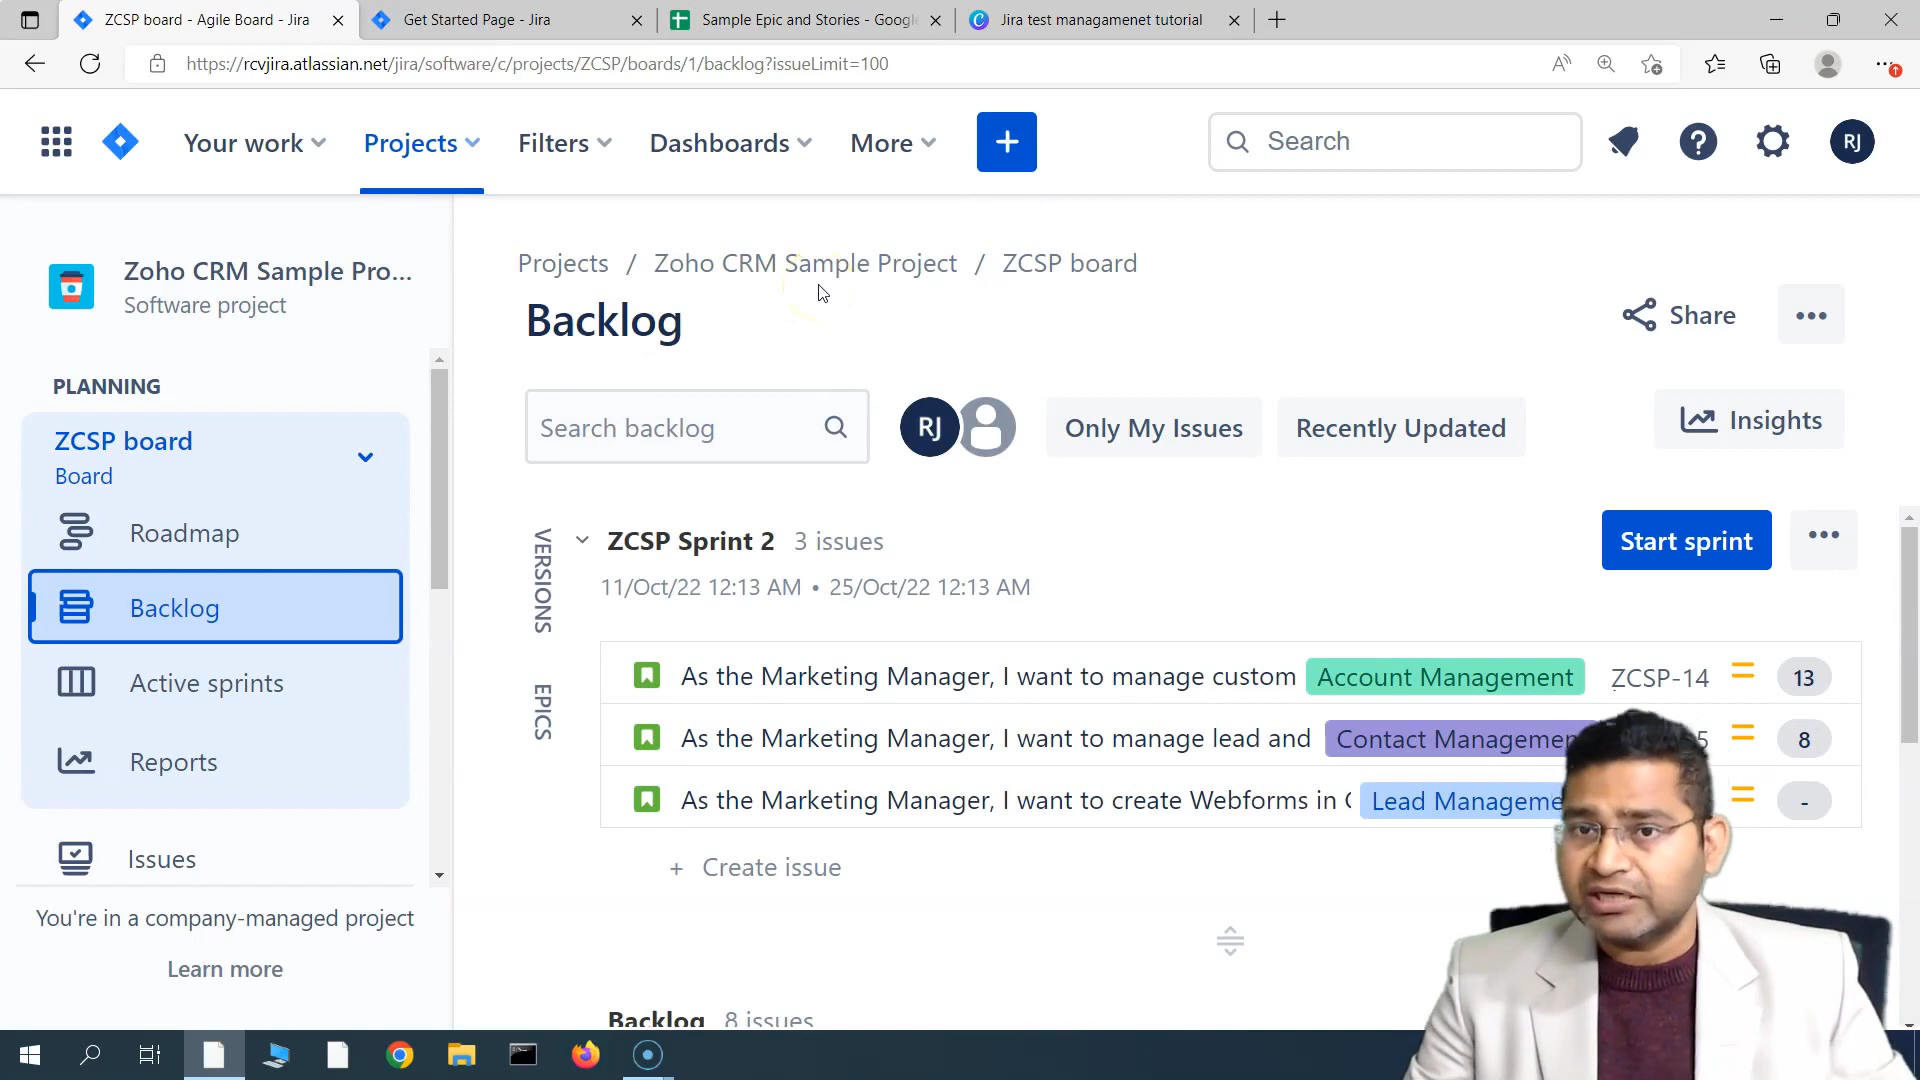 ZCSP board - Agile Board - Jira
Get Started Page - Jira
Sample Epic and Stories - Google
Jira test managamenet tutorial
https://rcvjira.atlassian.net/jira/software/c/projects/ZCSP/boards/1/backlog?issueLimit=100
Your work
Projects
Filters
Dashboards
More
Search
RJ
Zoho CRM Sample Pro...
Software project
PLANNING
ZCSP board
Board
Roadmap
Backlog
Active sprints
Reports
Issues
You're in a company-managed project
Learn more
Projects / Zoho CRM Sample Project / ZCSP board
Backlog
Share
Search backlog
RJ
Only My Issues
Recently Updated
Insights
VERSIONS
EPICS
ZCSP Sprint 2 3 issues
Start sprint
11/Oct/22 12:13 AM • 25/Oct/22 12:13 AM
As the Marketing Manager, I want to manage custom Account Management ZCSP-14 13
As the Marketing Manager, I want to manage lead and Contact Managemen 5 8
As the Marketing Manager, I want to create Webforms in Lead Manageme -
+ Create issue
Backlog 8 issues